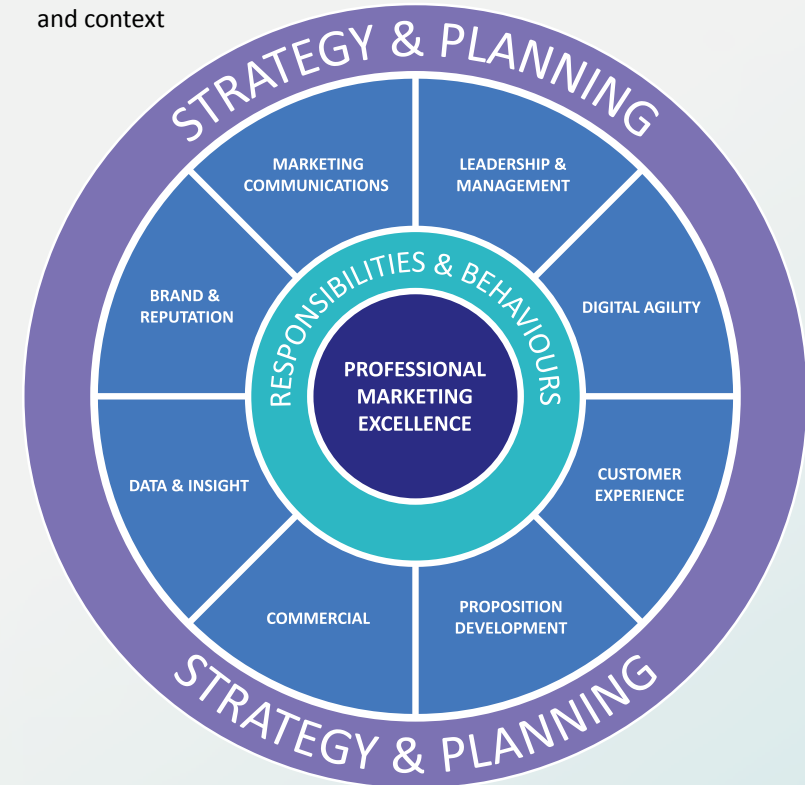 and context
STRATEGY & PLANNING
MARKETING
COMMUNICATIONS
LEADERSHIP &
MANAGEMENT
BRAND &
REPUTATION
RESPONSIBILITIES & BEHAVIOURS
DIGITAL AGILITY
PROFESSIONAL
MARKETING
EXCELLENCE
DATA & INSIGHT
CUSTOMER
EXPERIENCE
COMMERCIAL
PROPOSITION
DEVELOPMENT
STRATEGY & PLANNING